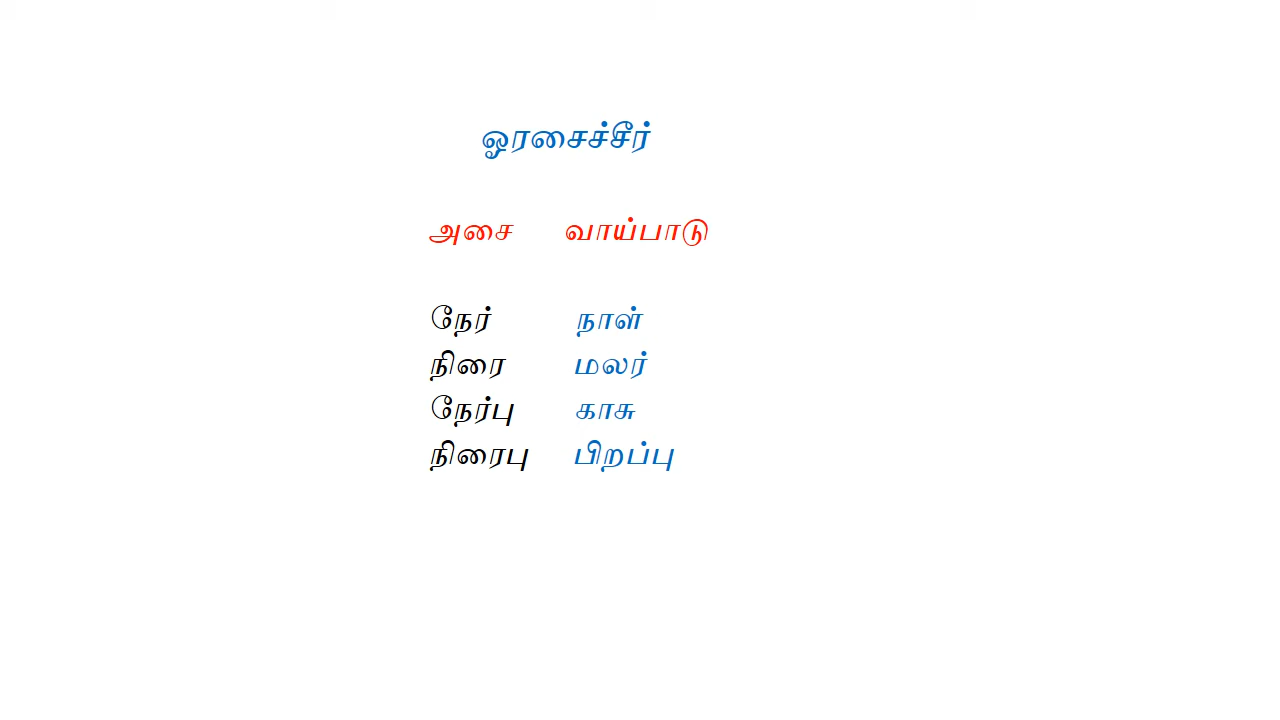 ஓரசைச்சீர்
அசை வாய்பாடு
நேர் நாள்
நிரை மலர்
நேர்பு காசு
நிரைபு பிறப்பு